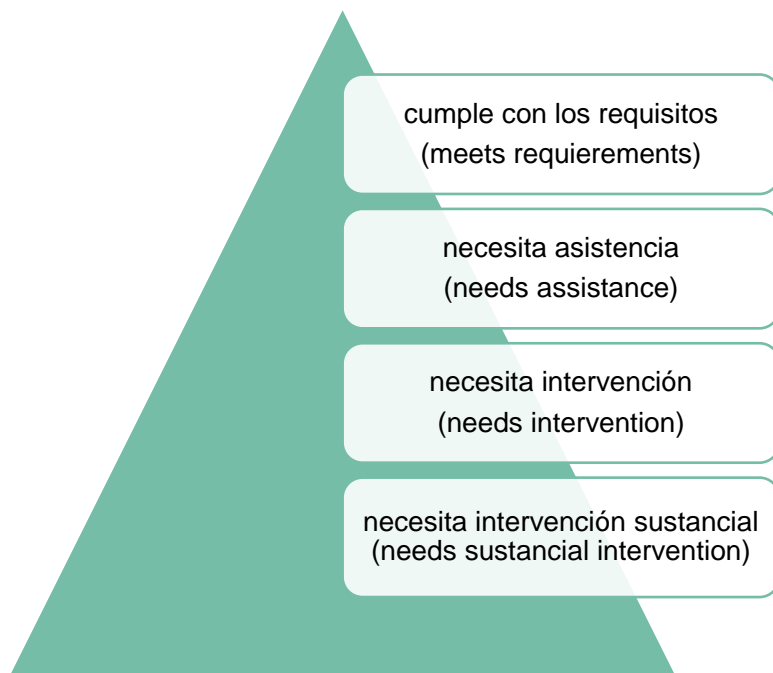 cumple con los requisitos
(meets requierements)
necesita asistencia
(needs assistance)
necesita intervención
(needs intervention)
necesita intervención sustancial
(needs sustancial intervention)